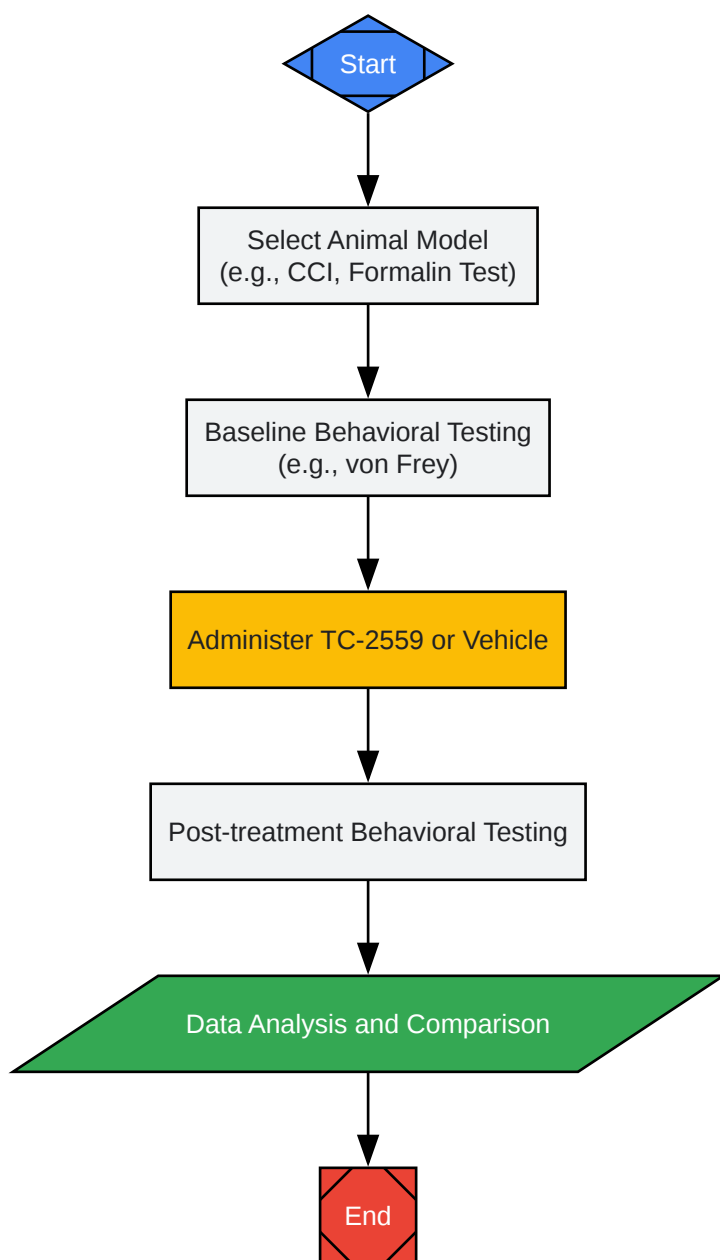 Start
Select Animal Model
(e.g., CCI, Formalin Test)
Baseline Behavioral Testing
(e.g., von Frey)
Administer TC-2559 or Vehicle
Post-treatment Behavioral Testing
Data Analysis and Comparison
End